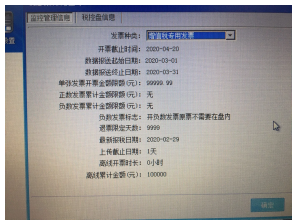 监控管理信息 税控盘信息
发票种类: 增值税专用发票
开票截止时间: 2020-04-20
数据报送起始日期: 2020-03-01
数据报送终止日期: 2020-03-31
单张发票开票金额限额(元): 99999.99
正数发票累计金额限额(元): 无
负数发票累计金额限额(元): 无
负数发票标志: 开负数发票原票不需要在盘内
退票限定天数: 9999
最新报税日期: 2020-02-29
上传截止日期: 1天
离线开票时长: 0小时
离线累计金额(元): 100000
确定